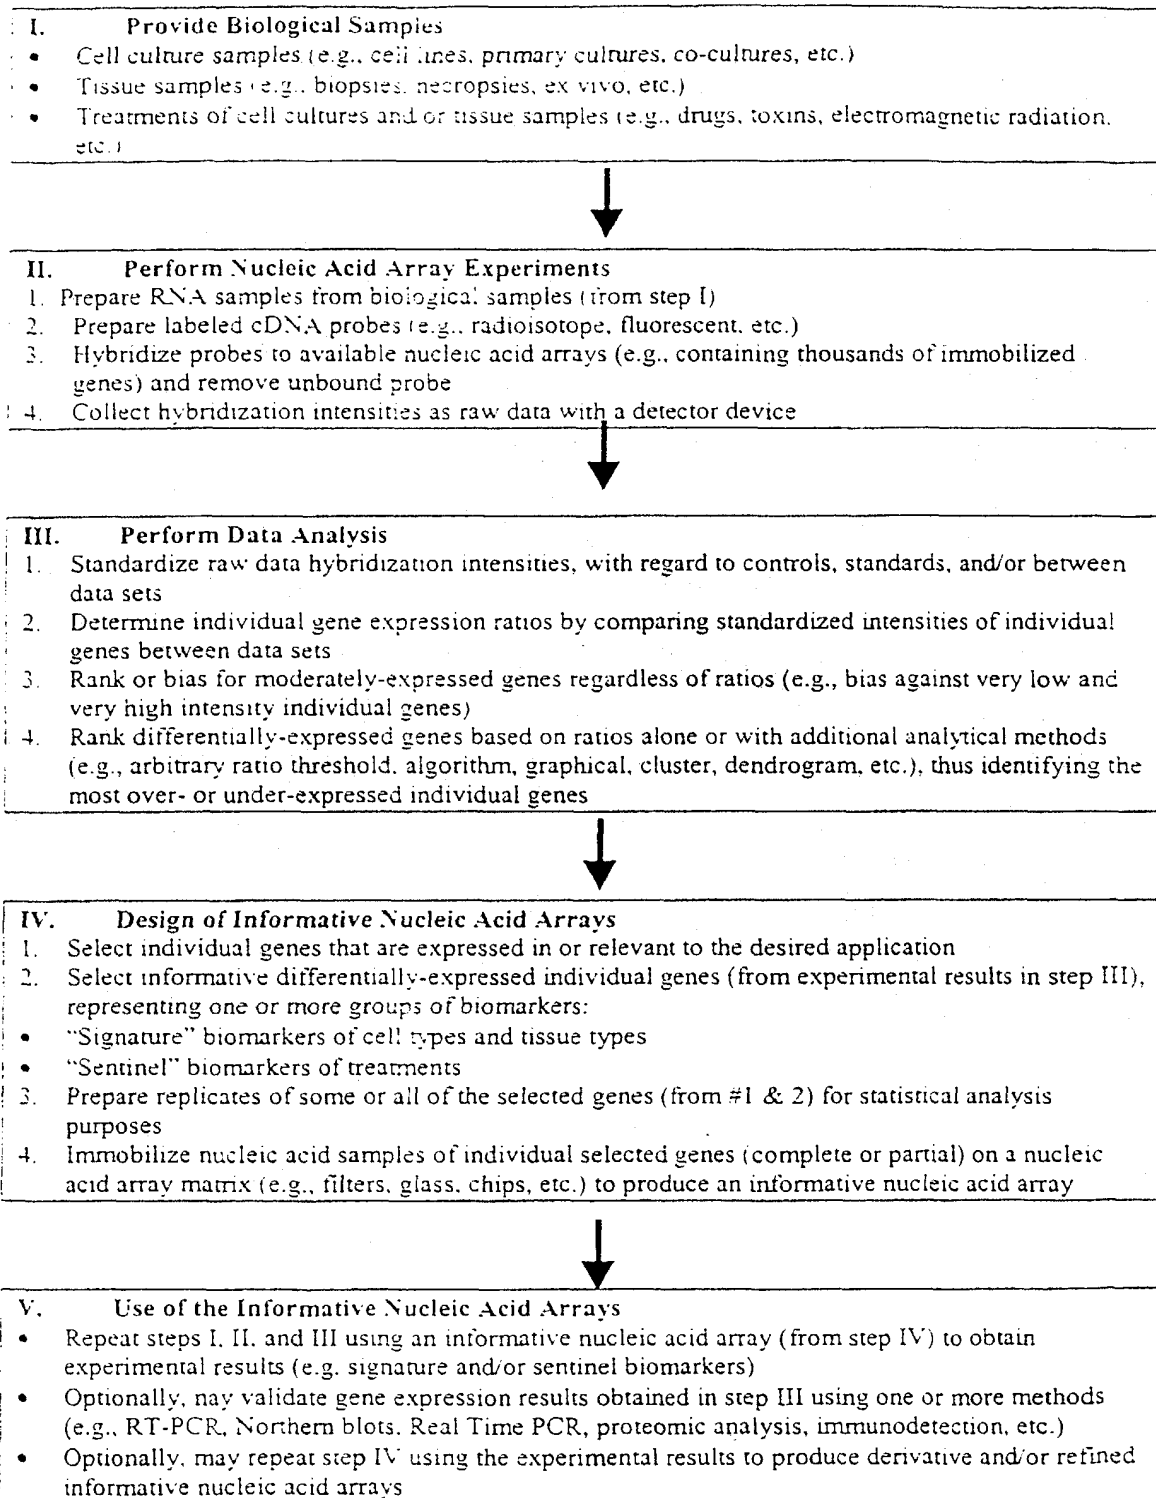 I. Provide Biological Samples
• Cell culture samples (e.g., cell lines, primary cultures, co-cultures, etc.)
• Tissue samples (e.g., biopsies, necropsies, ex vivo, etc.)
• Treatments of cell cultures and/or tissue samples (e.g., drugs, toxins, electromagnetic radiation,
etc.)
II. Perform Nucleic Acid Array Experiments
1. Prepare RNA samples from biological samples (from step I)
2. Prepare labeled cDNA probes (e.g., radioisotope, fluorescent, etc.)
3. Hybridize probes to available nucleic acid arrays (e.g., containing thousands of immobilized
genes) and remove unbound probe
4. Collect hybridization intensities as raw data with a detector device
III. Perform Data Analysis
1. Standardize raw data hybridization intensities, with regard to controls, standards, and/or between
data sets
2. Determine individual gene expression ratios by comparing standardized intensities of individual
genes between data sets
3. Rank or bias for moderately-expressed genes regardless of ratios (e.g., bias against very low and
very high intensity individual genes)
4. Rank differentially-expressed genes based on ratios alone or with additional analytical methods
(e.g., arbitrary ratio threshold, algorithm, graphical, cluster, dendrogram, etc.), thus identifying the
most over- or under-expressed individual genes
IV. Design of Informative Nucleic Acid Arrays
1. Select individual genes that are expressed in or relevant to the desired application
2. Select informative differentially-expressed individual genes (from experimental results in step III),
representing one or more groups of biomarkers:
• "Signature" biomarkers of cell types and tissue types
• "Sentinel" biomarkers of treatments
3. Prepare replicates of some or all of the selected genes (from #1 & 2) for statistical analysis
purposes
4. Immobilize nucleic acid samples of individual selected genes (complete or partial) on a nucleic
acid array matrix (e.g., filters, glass, chips, etc.) to produce an informative nucleic acid array
V. Use of the Informative Nucleic Acid Arrays
• Repeat steps I, II, and III using an informative nucleic acid array (from step IV) to obtain
experimental results (e.g. signature and/or sentinel biomarkers)
• Optionally, nay validate gene expression results obtained in step III using one or more methods
(e.g., RT-PCR, Northern blots, Real Time PCR, proteomic analysis, immunodetection, etc.)
• Optionally, may repeat step IV using the experimental results to produce derivative and/or refined
informative nucleic acid arrays